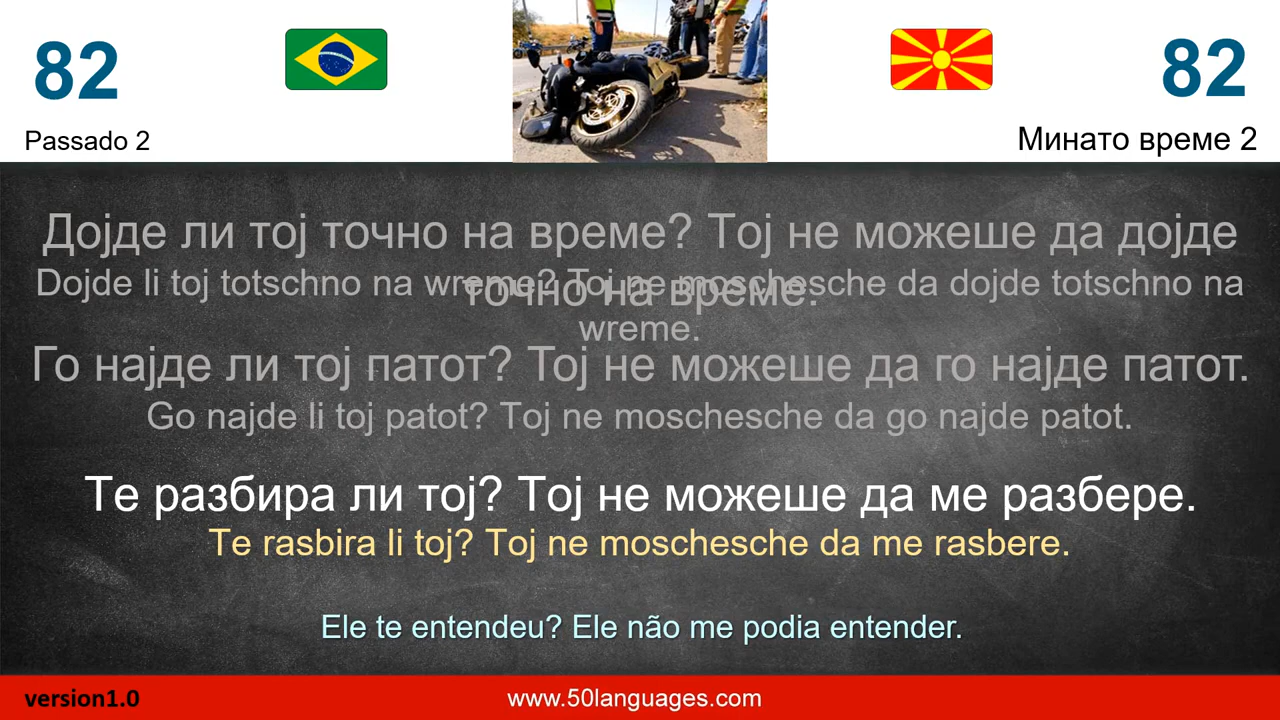 82
82
Passado 2
Минато време 2
Дојде ли тој точно на време? Тој не можеше да дојде
точно на време.
Dojde li toj totschno na wreme? Toj ne moschesche da dojde totschno na
wreme.
Го најде ли тој патот? Тој не можеше да го најде патот.
Go najde li toj patot? Toj ne moschesche da go najde patot.
Те разбира ли тој? Тој не можеше да ме разбере.
Te rasbira li toj? Toj ne moschesche da me rasbere.
Ele te entendeu? Ele não me podia entender.
version1.0
www.50languages.com